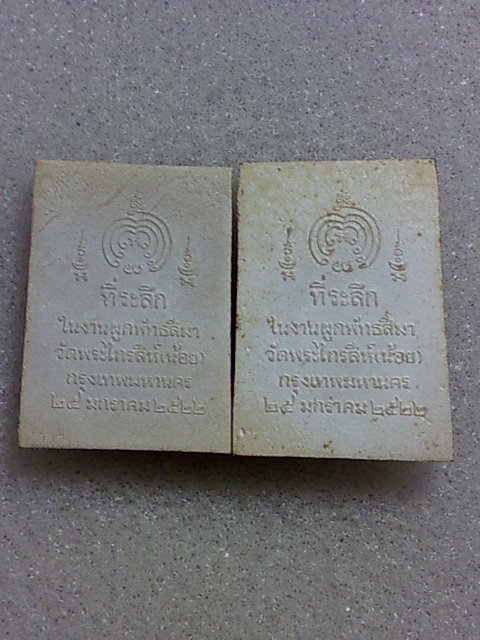 ที่ระลึก
ในงานผูกพัทธสีมา
วัดพระไกรสีห์(น้อย)
กรุงเทพมหานคร
๒๕ มกราคม ๒๕๒๒
ที่ระลึก
ในงานผูกพัทธสีมา
วัดพระไกรสีห์(น้อย)
กรุงเทพมหานคร
๒๕ มกราคม ๒๕๒๒